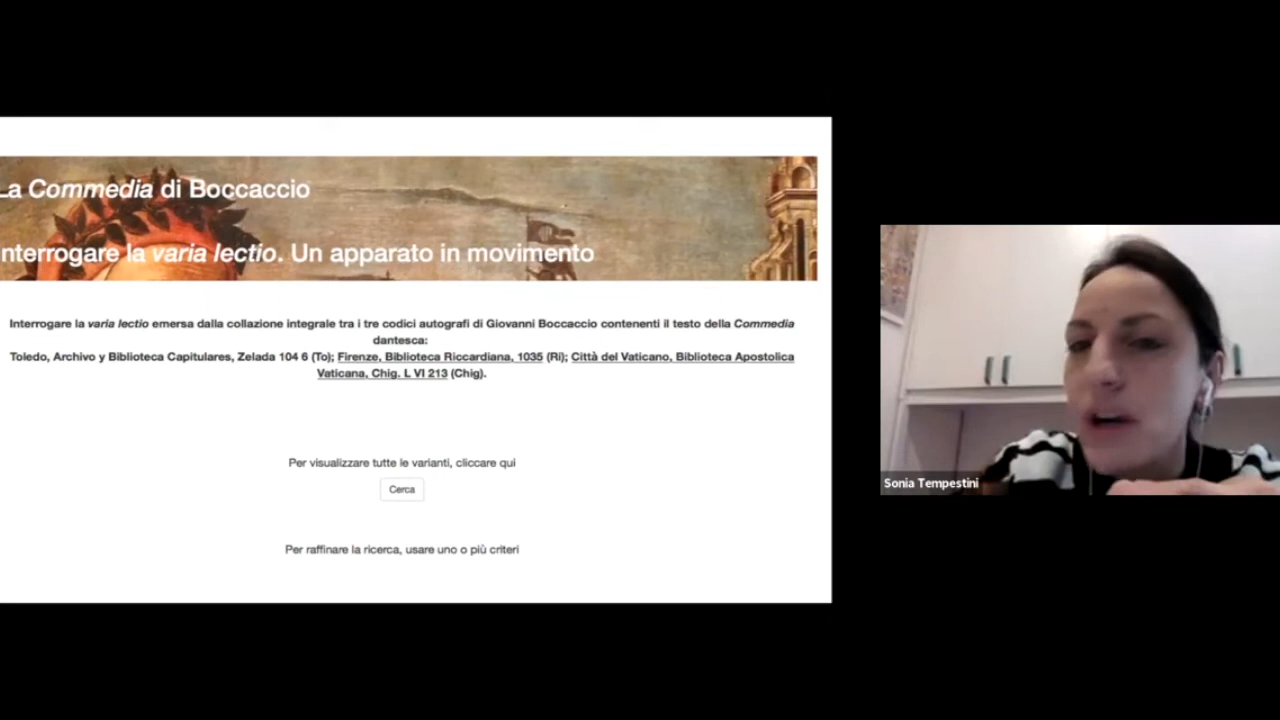 La Commedia di Boccaccio
nterrogare la varia lectio. Un apparato in movimento
Interrogare la varia lectio emersa dalla collazione integrale tra i tre codici autografi di Giovanni Boccaccio contenenti il testo della Commedia
dantesca:
Toledo, Archivo y Biblioteca Capitulares, Zelada 104 6 (To); Firenze, Biblioteca Riccardiana, 1035 (Ri); Città del Vaticano, Biblioteca Apostolica
Vaticana, Chig. L VI 213 (Chig).
Per visualizzare tutte le varianti, cliccare qui
Cerca
Per raffinare la ricerca, usare uno o più criteri
Sonia Tempestini